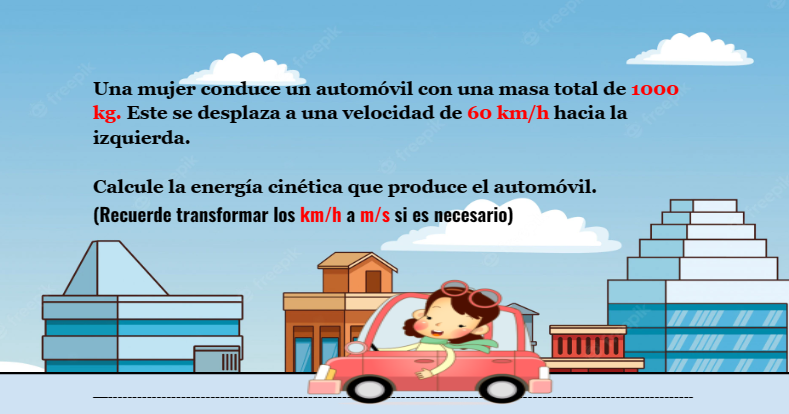 Una mujer conduce un automóvil con una masa total de 1000
kg. Este se desplaza a una velocidad de 60 km/h hacia la
izquierda.
Calcule la energía cinética que produce el automóvil.
(Recuerde transformar los km/h a m/s si es necesario)